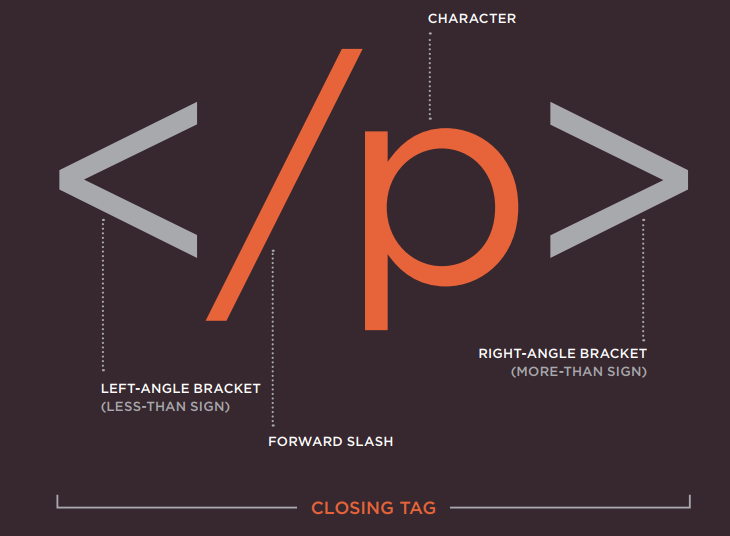 CHARACTER
</p>
RIGHT-ANGLE BRACKET
(MORE-THAN SIGN)
LEFT-ANGLE BRACKET
(LESS-THAN SIGN)
FORWARD SLASH
CLOSING TAG